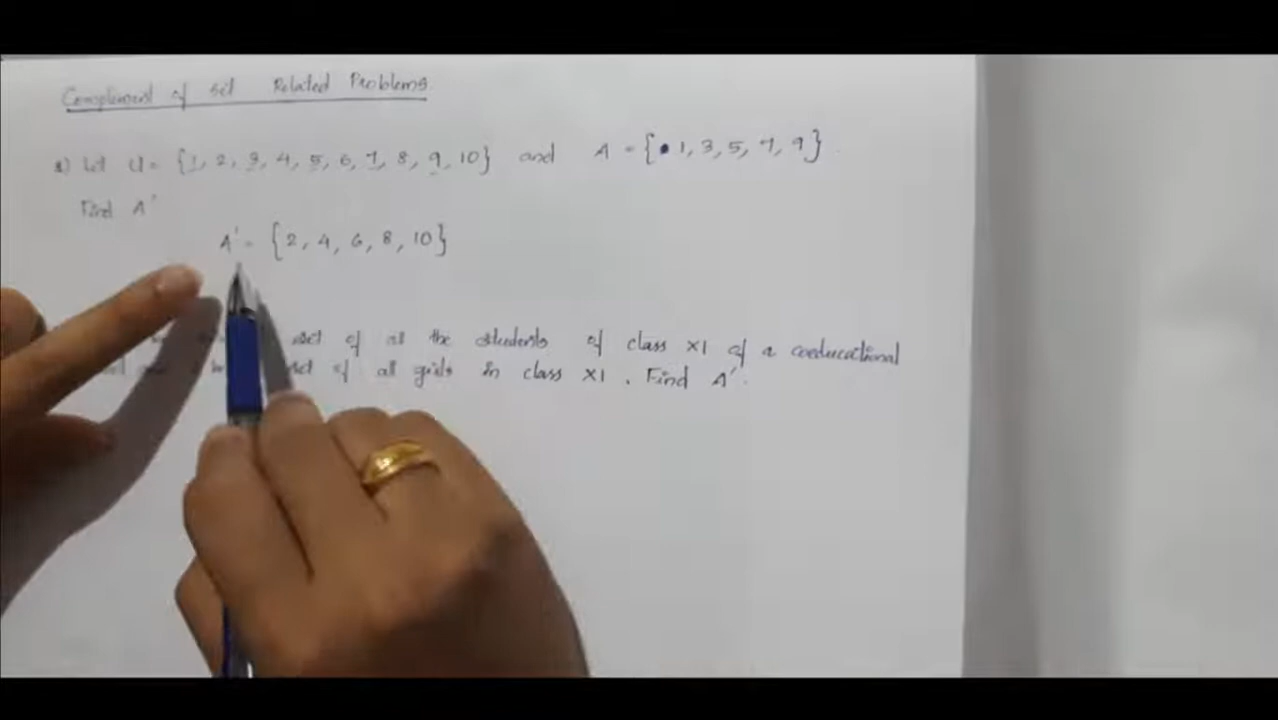 Complement of set Related Problems
Let U = {1, 2, 3, 4, 5, 6, 7, 8, 9, 10} and A = {1, 3, 5, 7, 9}
Find A'
A' = {2, 4, 6, 8, 10}
set of all the students of class XI of a coeducational
set of all girls in class XI. Find A'.